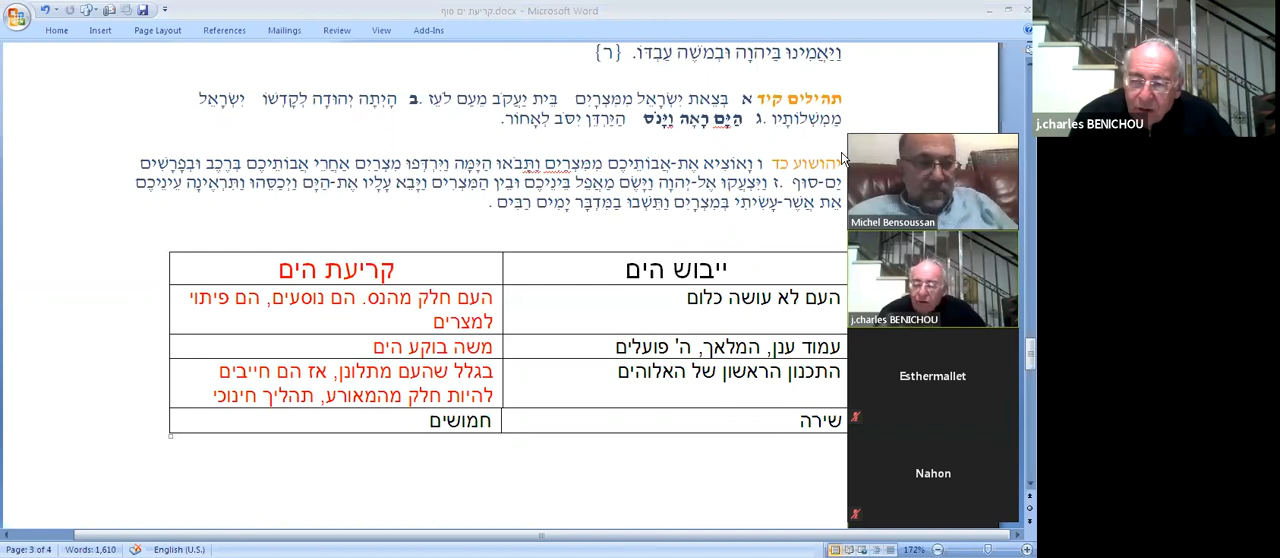 קריעת ים סוף.docx - Microsoft Word
Home Insert Page Layout References Mailings Review View Add-Ins
וַיַּאֲמִינוּ בַּיהוָה וּבְמֹשֶׁה עַבְדּוֹ. {ר}
תהילים קיד א בְּצֵאת יִשְׂרָאֵל מִמִּצְרָיִם בֵּית יַעֲקֹב מֵעַם לֹעֵז .ב הָיְתָה יְהוּדָה לְקָדְשׁוֹ יִשְׂרָאֵל
מַמְשְׁלוֹתָיו .ג הַיָּם רָאָה וַיָּנֹס הַיַּרְדֵּן יִסֹּב לְאָחוֹר.
יהושוע כד ו וָאוֹצִיא אֶת-אֲבוֹתֵיכֶם מִמִּצְרַיִם וַתָּבֹאוּ הַיָּמָּה וַיִּרְדְּפוּ מִצְרַיִם אַחֲרֵי אֲבוֹתֵיכֶם בְּרֶכֶב וּבְפָרָשִׁים
יַם-סוּף .ז וַיִּצְעֲקוּ אֶל-יְהוָה וַיָּשֶׂם מַאֲפֵל בֵּינֵיכֶם וּבֵין הַמִּצְרִים וַיָּבֵא עָלָיו אֶת-הַיָּם וַיְכַסֵּהוּ וַתִּרְאֶינָה עֵינֵיכֶם
אֵת אֲשֶׁר-עָשִׂיתִי בְּמִצְרָיִם וַתֵּשְׁבוּ בַמִּדְבָּר יָמִים רַבִּים .
ייבוש הים קריעת הים
העם לא עושה כלום העם חלק מהנס. הם נוסעים, הם פיתוי
למצרים
עמוד ענן, המלאך, ה' פועלים משה בוקע הים
התכנון הראשון של האלוהים בגלל שהעם מתלונן, אז הם חייבים
להיות חלק מהמאורע, תהליך חינוכי
שירה חמושים
j.charles BENICHOU
Michel Bensoussan
j.charles BENICHOU
Esthermallet
Nahon
Page: 3 of 4 Words: 1,610 English (U.S.) 172%